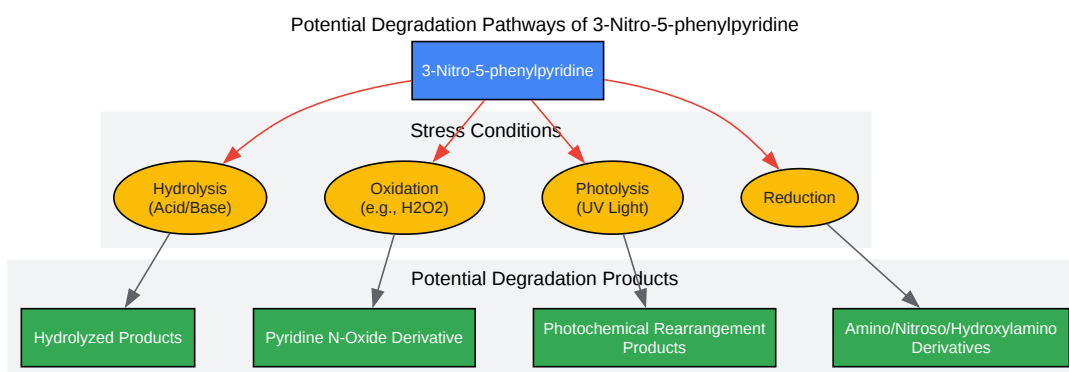 Potential Degradation Pathways of 3-Nitro-5-phenylpyridine
3-Nitro-5-phenylpyridine
Stress Conditions
Hydrolysis
(Acid/Base)
Oxidation
(e.g., H2O2)
Photolysis
(UV Light)
Reduction
Potential Degradation Products
Hydrolyzed Products
Pyridine N-Oxide Derivative
Photochemical Rearrangement
Products
Amino/Nitroso/Hydroxylamino
Derivatives